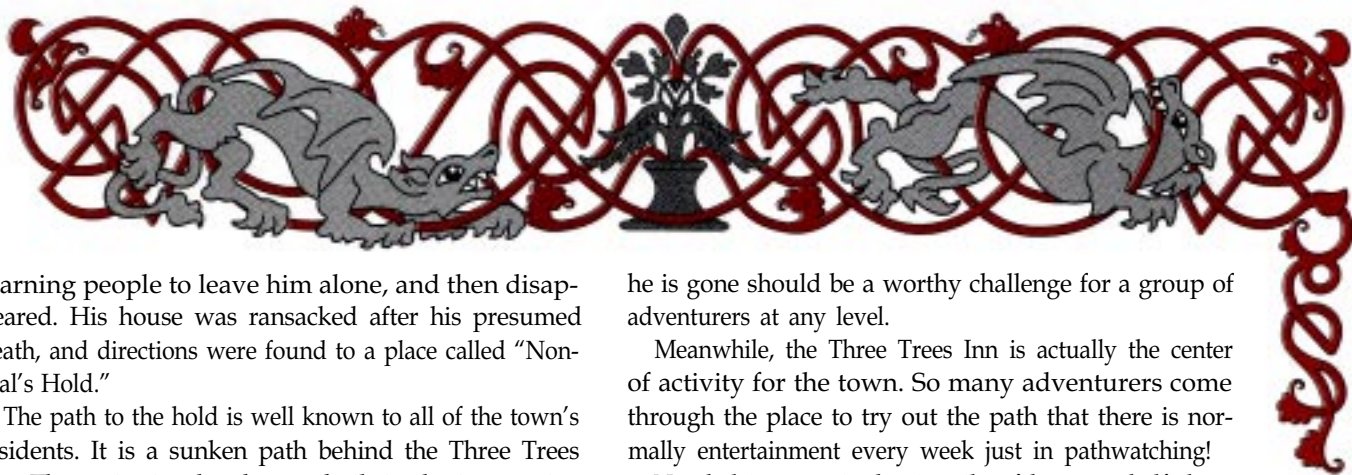 arning people to leave him alone, and then disap-
eared. His house was ransacked after his presumed
eath, and directions were found to a place called “Non-
al’s Hold.”
The path to the hold is well known to all of the town’s
sidents. It is a sunken path behind the Three Trees
he is gone should be a worthy challenge for a group of
adventurers at any level.
Meanwhile, the Three Trees Inn is actually the center
of activity for the town. So many adventurers come
through the place to try out the path that there is nor-
mally entertainment every week just in pathwatching!